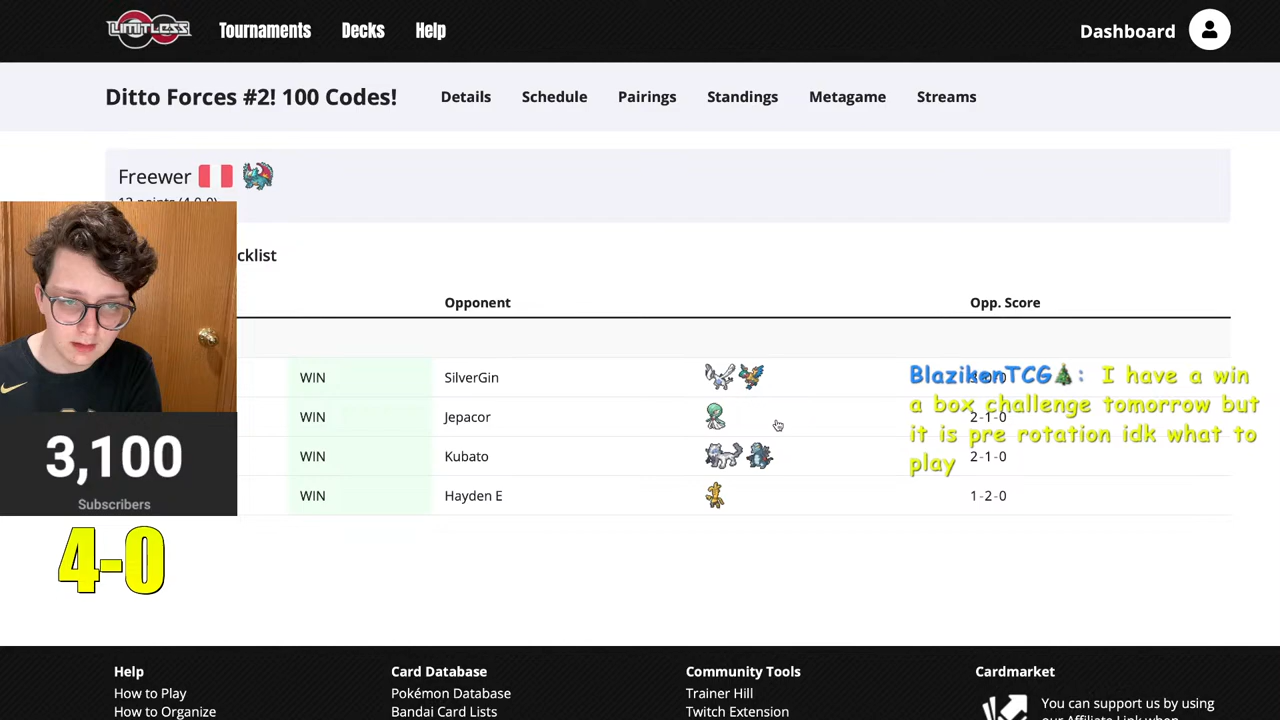 LIMITLESS Tournaments Decks Help Dashboard
Ditto Forces #2! 100 Codes! Details Schedule Pairings Standings Metagame Streams
Freewer
cklist
Opponent Opp. Score
WIN SilverGin
WIN Jepacor 2-1-0
WIN Kubato 2-1-0
WIN Hayden E 1-2-0
BlazikenTCG🎄: I have a win
a box challenge tomorrow but
it is pre rotation idk what to
play
3,100
Subscribers
4-0
Help Card Database Community Tools Cardmarket
How to Play Pokémon Database Trainer Hill You can support us by using
How to Organize Bandai Card Lists Twitch Extension